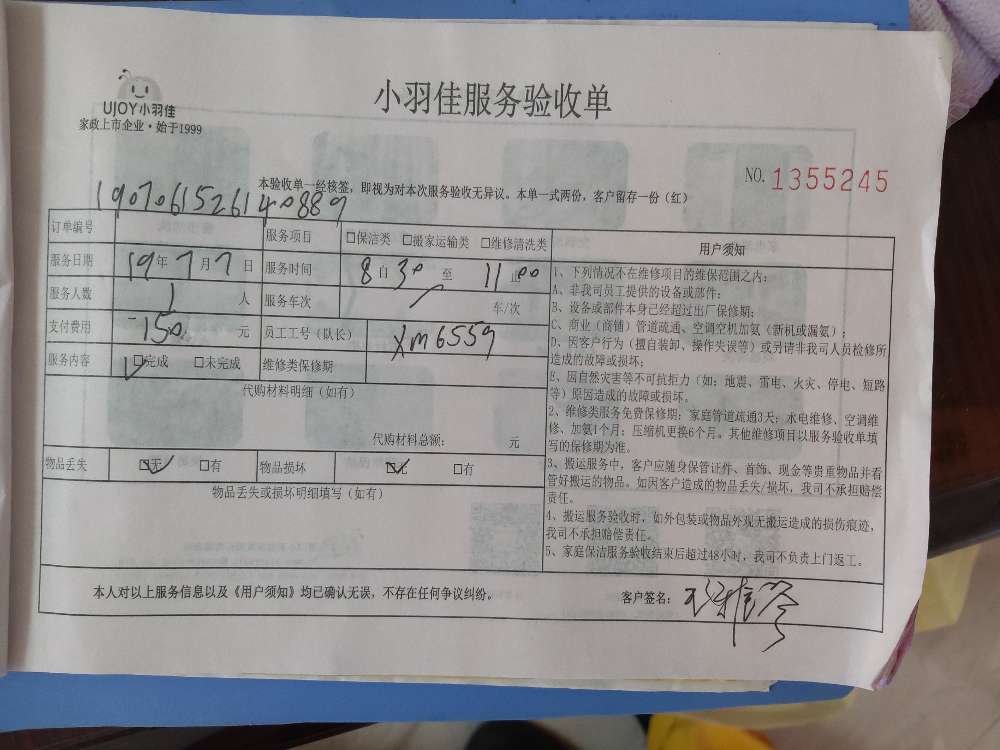 UJOY小羽佳
家政上市企业·始于1999
小羽佳服务验收单
NO. 1355245
本验收单一经核签,即视为对本次服务验收无异议。本单一式两份,客户留存一份(红)
19070615261440889
订单编号 服务项目 □保洁类 □搬家运输类 □维修清洗类
服务日期 19年7月7日 服务时间 8自30至11止00
服务人数 1 人 服务车次 / 车/次
支付费用 150 元 员工工号(队长) XM6559
服务内容 ☑完成 □未完成 维修类保修期
代购材料明细(如有)
代购材料总额: 元
物品丢失 ☑无 □有 物品损坏 ☑无 □有
物品丢失或损坏明细填写(如有)
用户须知
1、下列情况不在维修项目的维保范围之内:
A、非我司员工提供的设备或部件;
B、设备或部件本身已经超过出厂保修期;
C、商业(商铺)管道疏通、空调空机加氨(新机或漏氨);
D、因客户行为(擅自装卸、操作失误等)或另请非我司人员检修所
造成的故障或损坏;
E、因自然灾害等不可抗拒力(如:地震、雷电、火灾、停电、短路
等)原因造成的故障或损坏。
2、维修类服务免费保修期:家庭管道疏通3天;水电维修、空调维
修、加氨1个月;压缩机更换6个月。其他维修项目以服务验收单填
写的保修期为准。
3、搬运服务中,客户应随身保管证件、首饰、现金等贵重物品并看
管好搬运的物品。如因客户造成的物品丢失/损坏,我司不承担赔偿
责任。
4、搬运服务验收时,如外包装或物品外观无搬运造成的损伤痕迹,
我司不承担赔偿责任。
5、家庭保洁服务验收结束后超过48小时,我司不负责上门返工。
本人对以上服务信息以及《用户须知》均已确认无误,不存在任何争议纠纷。
客户签名: